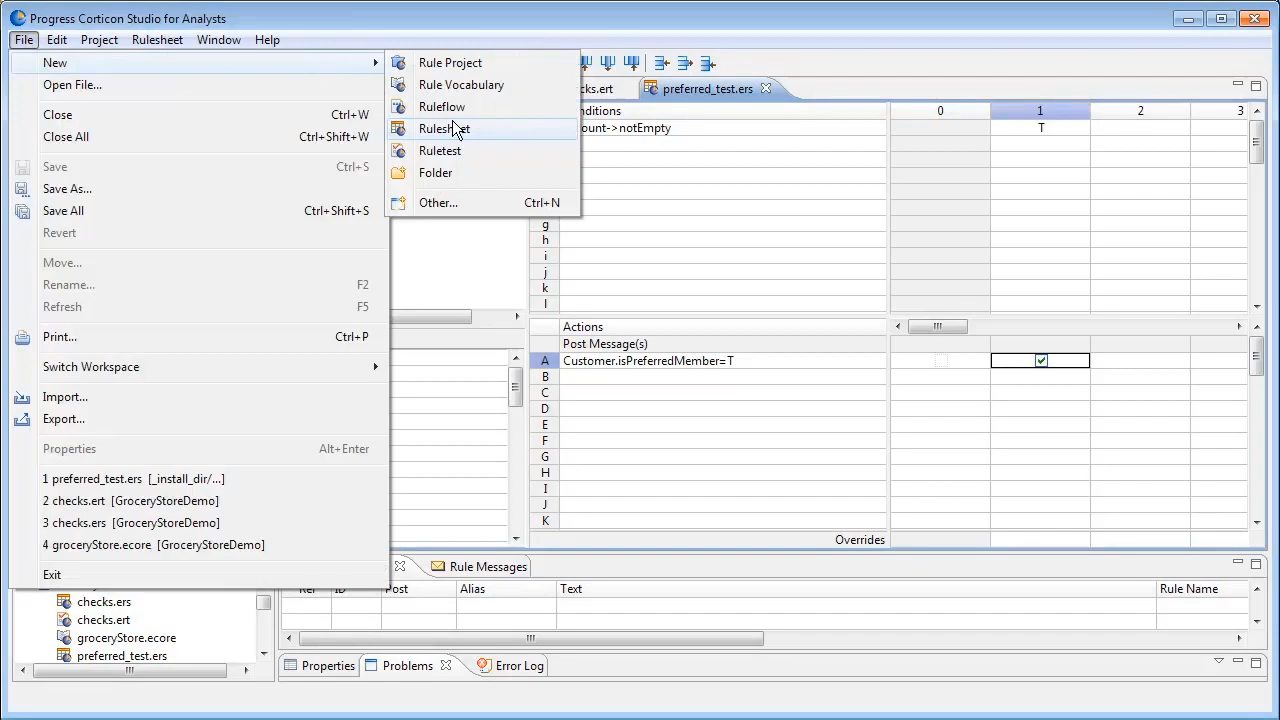 Progress Corticon Studio for Analysts
File Edit Project Rulesheet Window Help
New
Open File...
Close Ctrl+W
Close All Ctrl+Shift+W
Save Ctrl+S
Save As...
Save All Ctrl+Shift+S
Revert
Move...
Rename... F2
Refresh F5
Print... Ctrl+P
Switch Workspace
Import...
Export...
Properties Alt+Enter
1 preferred_test.ers [_install_dir/...]
2 checks.ert [GroceryStoreDemo]
3 checks.ers [GroceryStoreDemo]
4 groceryStore.ecore [GroceryStoreDemo]
Exit
Rule Project
Rule Vocabulary
Ruleflow
Rulesheet
Ruletest
Folder
Other... Ctrl+N
cks.ert preferred_test.ers
nditions 0 1 2 3
ount->notEmpty T
g
h
i
j
k
l
Actions
Post Message(s)
A Customer.isPreferredMember=T
B
C
D
E
F
G
H
I
J
K
Overrides
Rule Messages
Ref ID Post Alias Text Rule Name
checks.ers
checks.ert
groceryStore.ecore
preferred_test.ers
Properties Problems Error Log